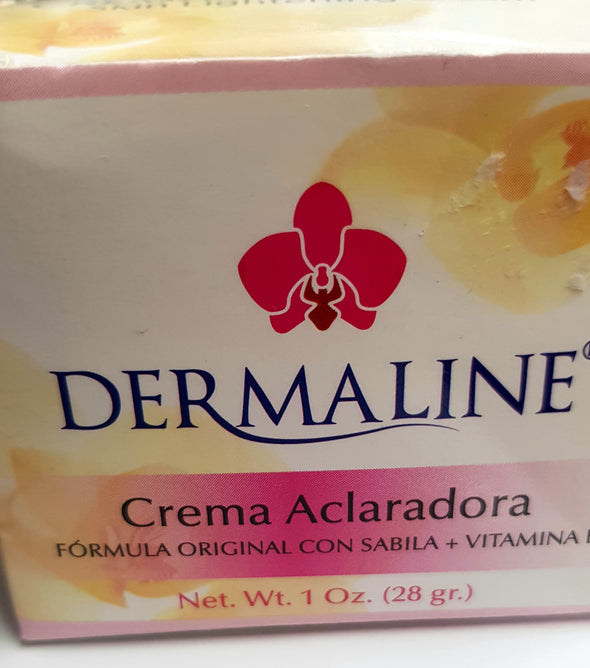 DERMALINE®
Crema Aclaradora
FÓRMULA ORIGINAL CON SABILA + VITAMINA
Net. Wt. 1 Oz. (28 gr.)